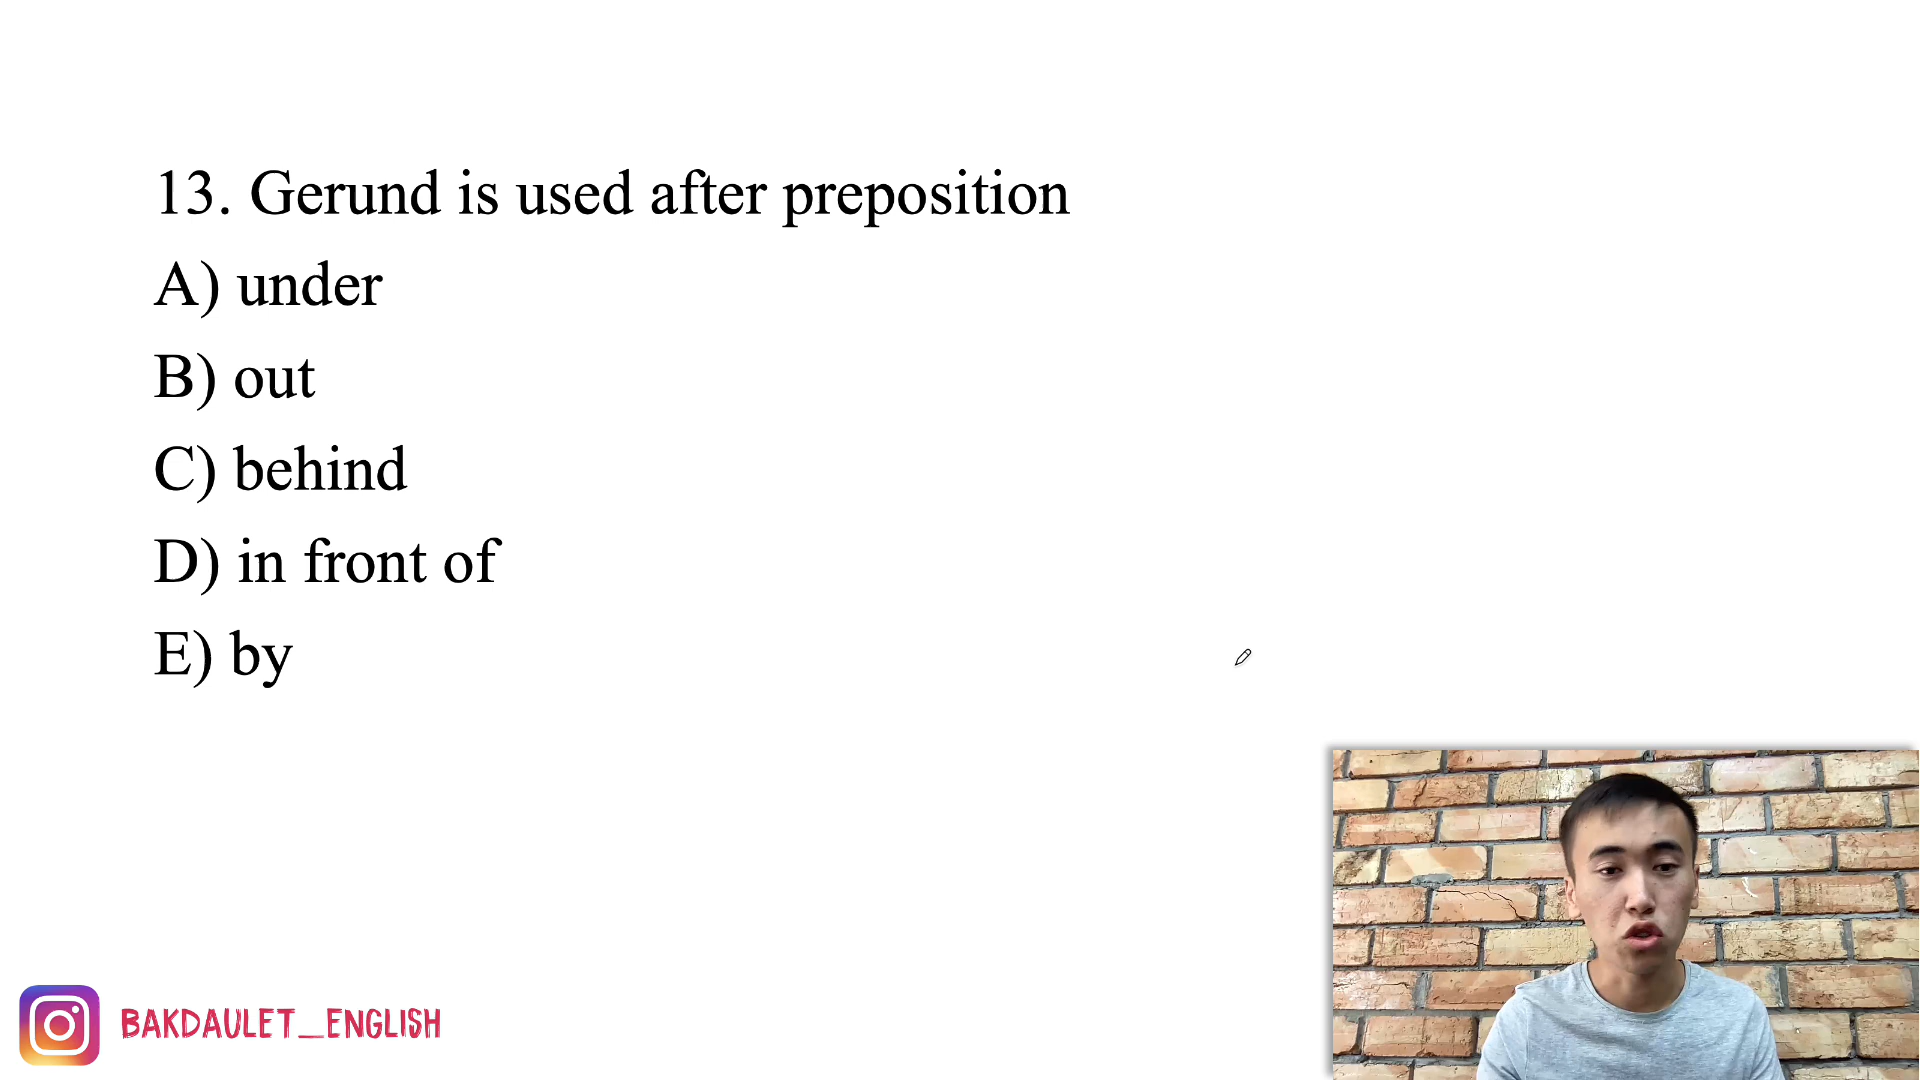 13. Gerund is used after preposition
A) under
B) out
C) behind
D) in front of
E) by
BAKDAULET_ENGLISH